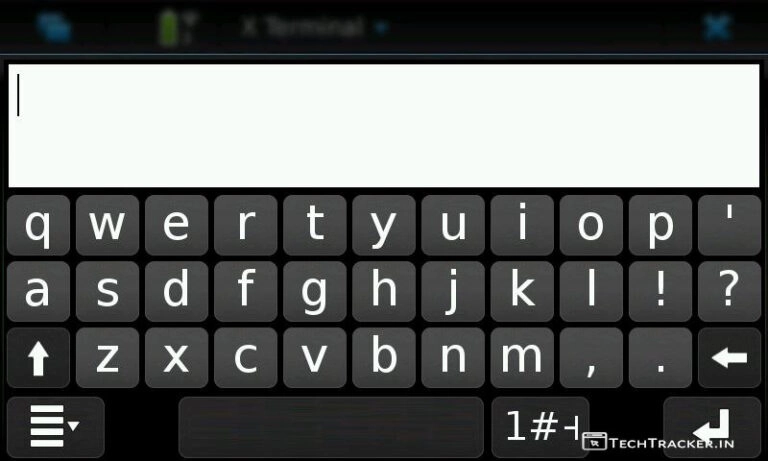 X Terminal
q w e r t y u i o p '
a s d f g h j k l ! ?
z x c v b n m , .
1#+
TECHTRACKER.IN